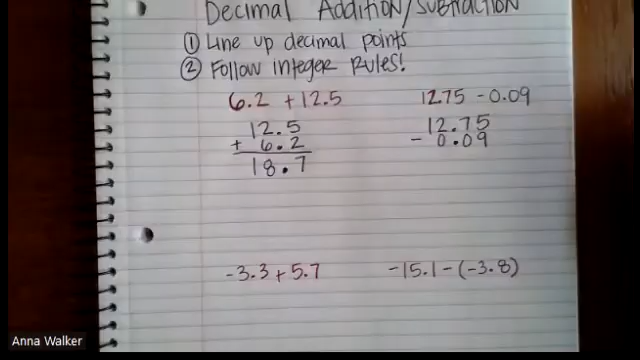 Decimal Addition/Subtraction
① Line up decimal points
② Follow integer Rules!
6.2 + 12.5
12.5
+ 6.2
18.7
1275 - 0.09
12.75
- 0.09
-3.3 + 5.7
-15.1 - (-3.8)
Anna Walker